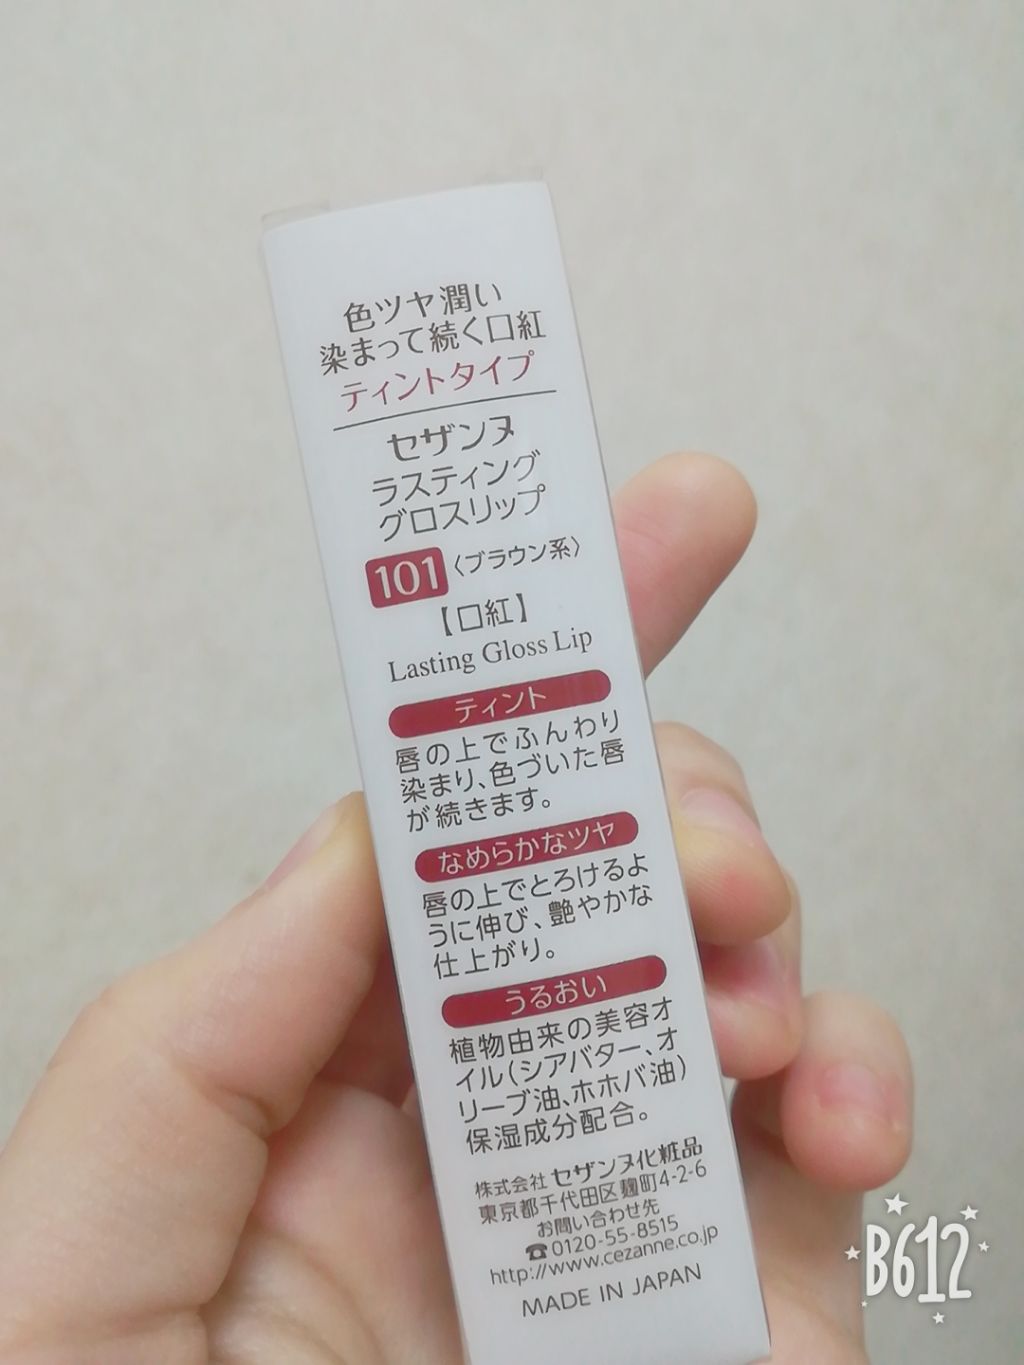 色ツヤ潤い
染まって続く口紅
ティントタイプ
セザンヌ
ラスティング
グロスリップ
101〈ブラウン系〉
【口紅】
Lasting Gloss Lip
ティント
唇の上でふんわり
染まり、色づいた唇
が続きます。
なめらかなツヤ
唇の上でとろけるよ
うに伸び、艶やかな
仕上がり。
うるおい
植物由来の美容オ
イル(シアバター、オ
リーブ油、ホホバ油)
保湿成分配合。
株式会社 セザンヌ化粧品
東京都千代田区麹町4-2-6
お問い合わせ先
☎0120-55-8515
http://www.cezanne.co.jp
MADE IN JAPAN
B612